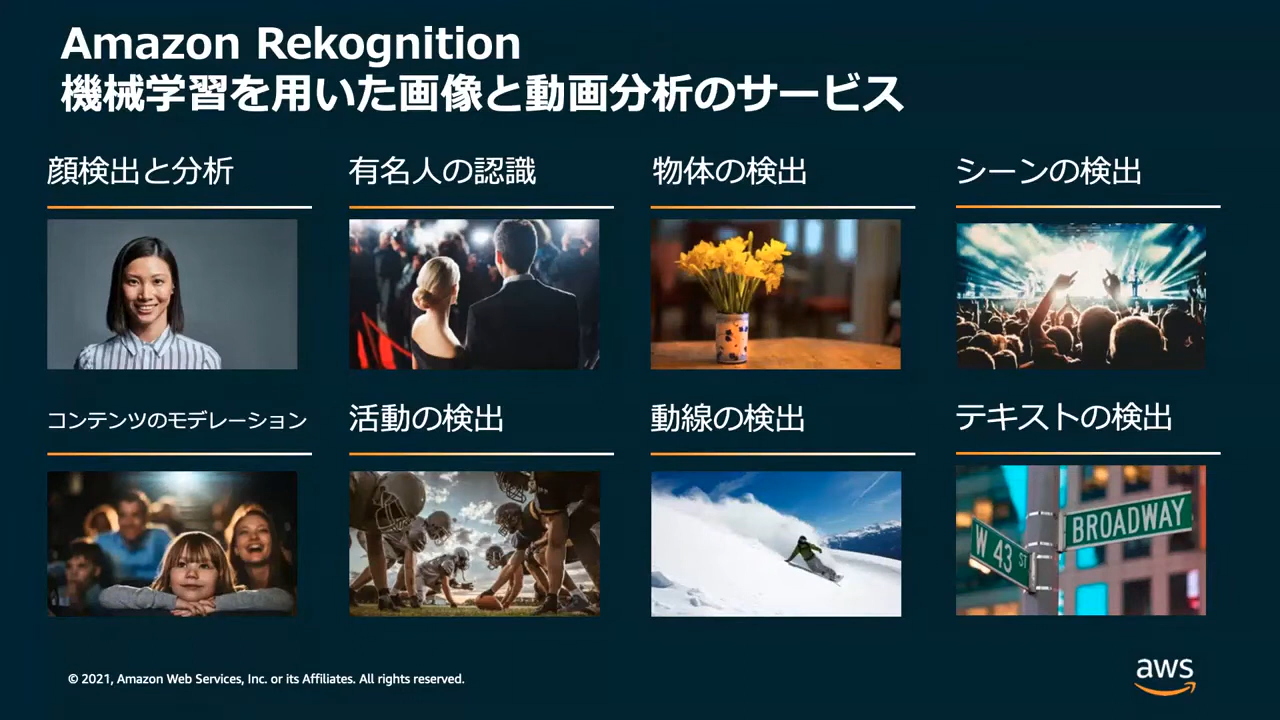 Amazon Rekognition
機械学習を用いた画像と動画分析のサービス
顔検出と分析
有名人の認識
物体の検出
シーンの検出
コンテンツのモデレーション
活動の検出
動線の検出
テキストの検出
W 43 ST
BROADWAY
© 2021, Amazon Web Services, Inc. or its Affiliates. All rights reserved.
aws